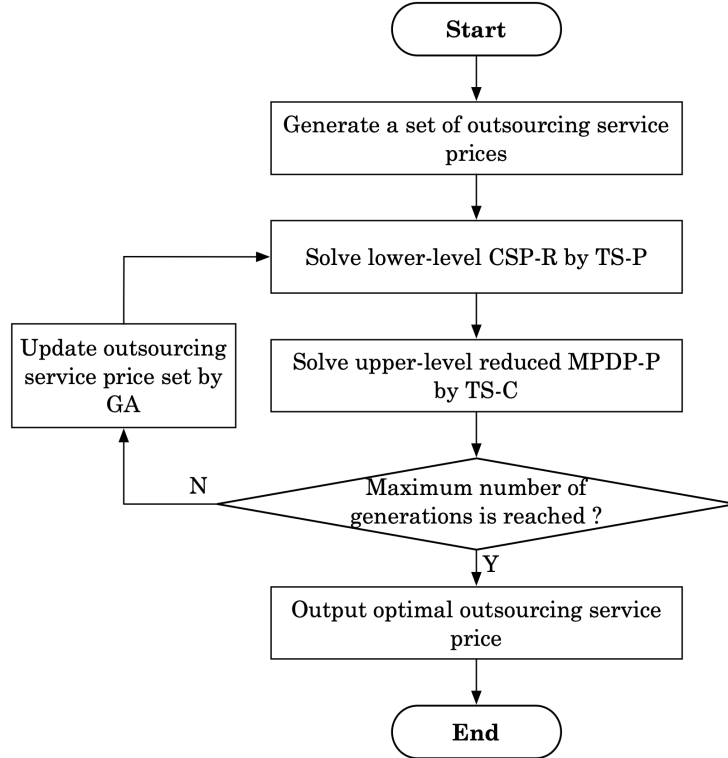 Start
Generate a set of outsourcing service
prices
Solve lower-level CSP-R by TS-P
Update outsourcing
service price set by
GA
Solve upper-level reduced MPDP-P
by TS-C
N
Maximum number of
generations is reached ?
Y
Output optimal outsourcing service
price
End